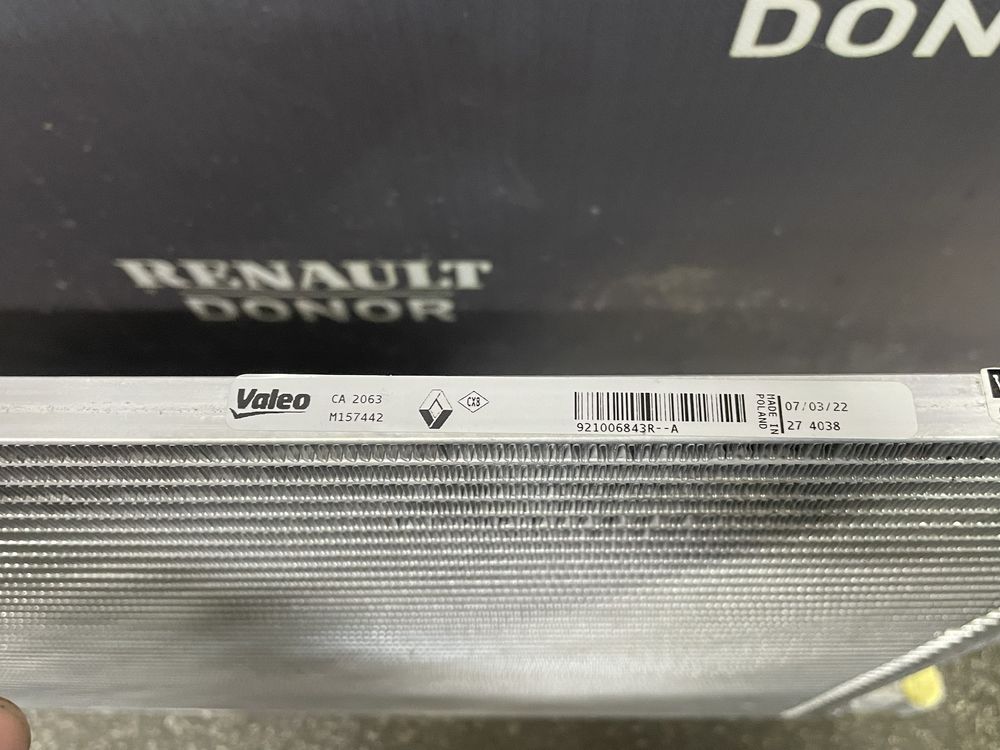 DON
RENAULT
DONOR
Valeo
CA 2063
M157442
CXB
921006843R--A
MADE IN
POLAND
07/03/22
27 4038